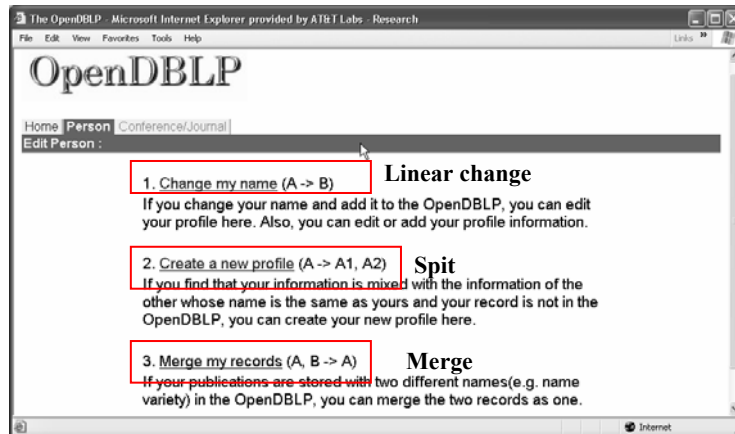 The OpenDBLP - Microsoft Internet Explorer provided by AT&T Labs - Research
File Edit View Favorites Tools Help Links »
OpenDBLP
Home Person Conference/Journal
Edit Person :
1. Change my name (A -> B) Linear change
If you change your name and add it to the OpenDBLP, you can edit
your profile here. Also, you can edit or add your profile information.
2. Create a new profile (A -> A1, A2) Spit
If you find that your information is mixed with the information of the
other whose name is the same as yours and your record is not in the
OpenDBLP, you can create your new profile here.
3. Merge my records (A, B -> A) Merge
If your publications are stored with two different names(e.g. name
variety) in the OpenDBLP, you can merge the two records as one.
Internet